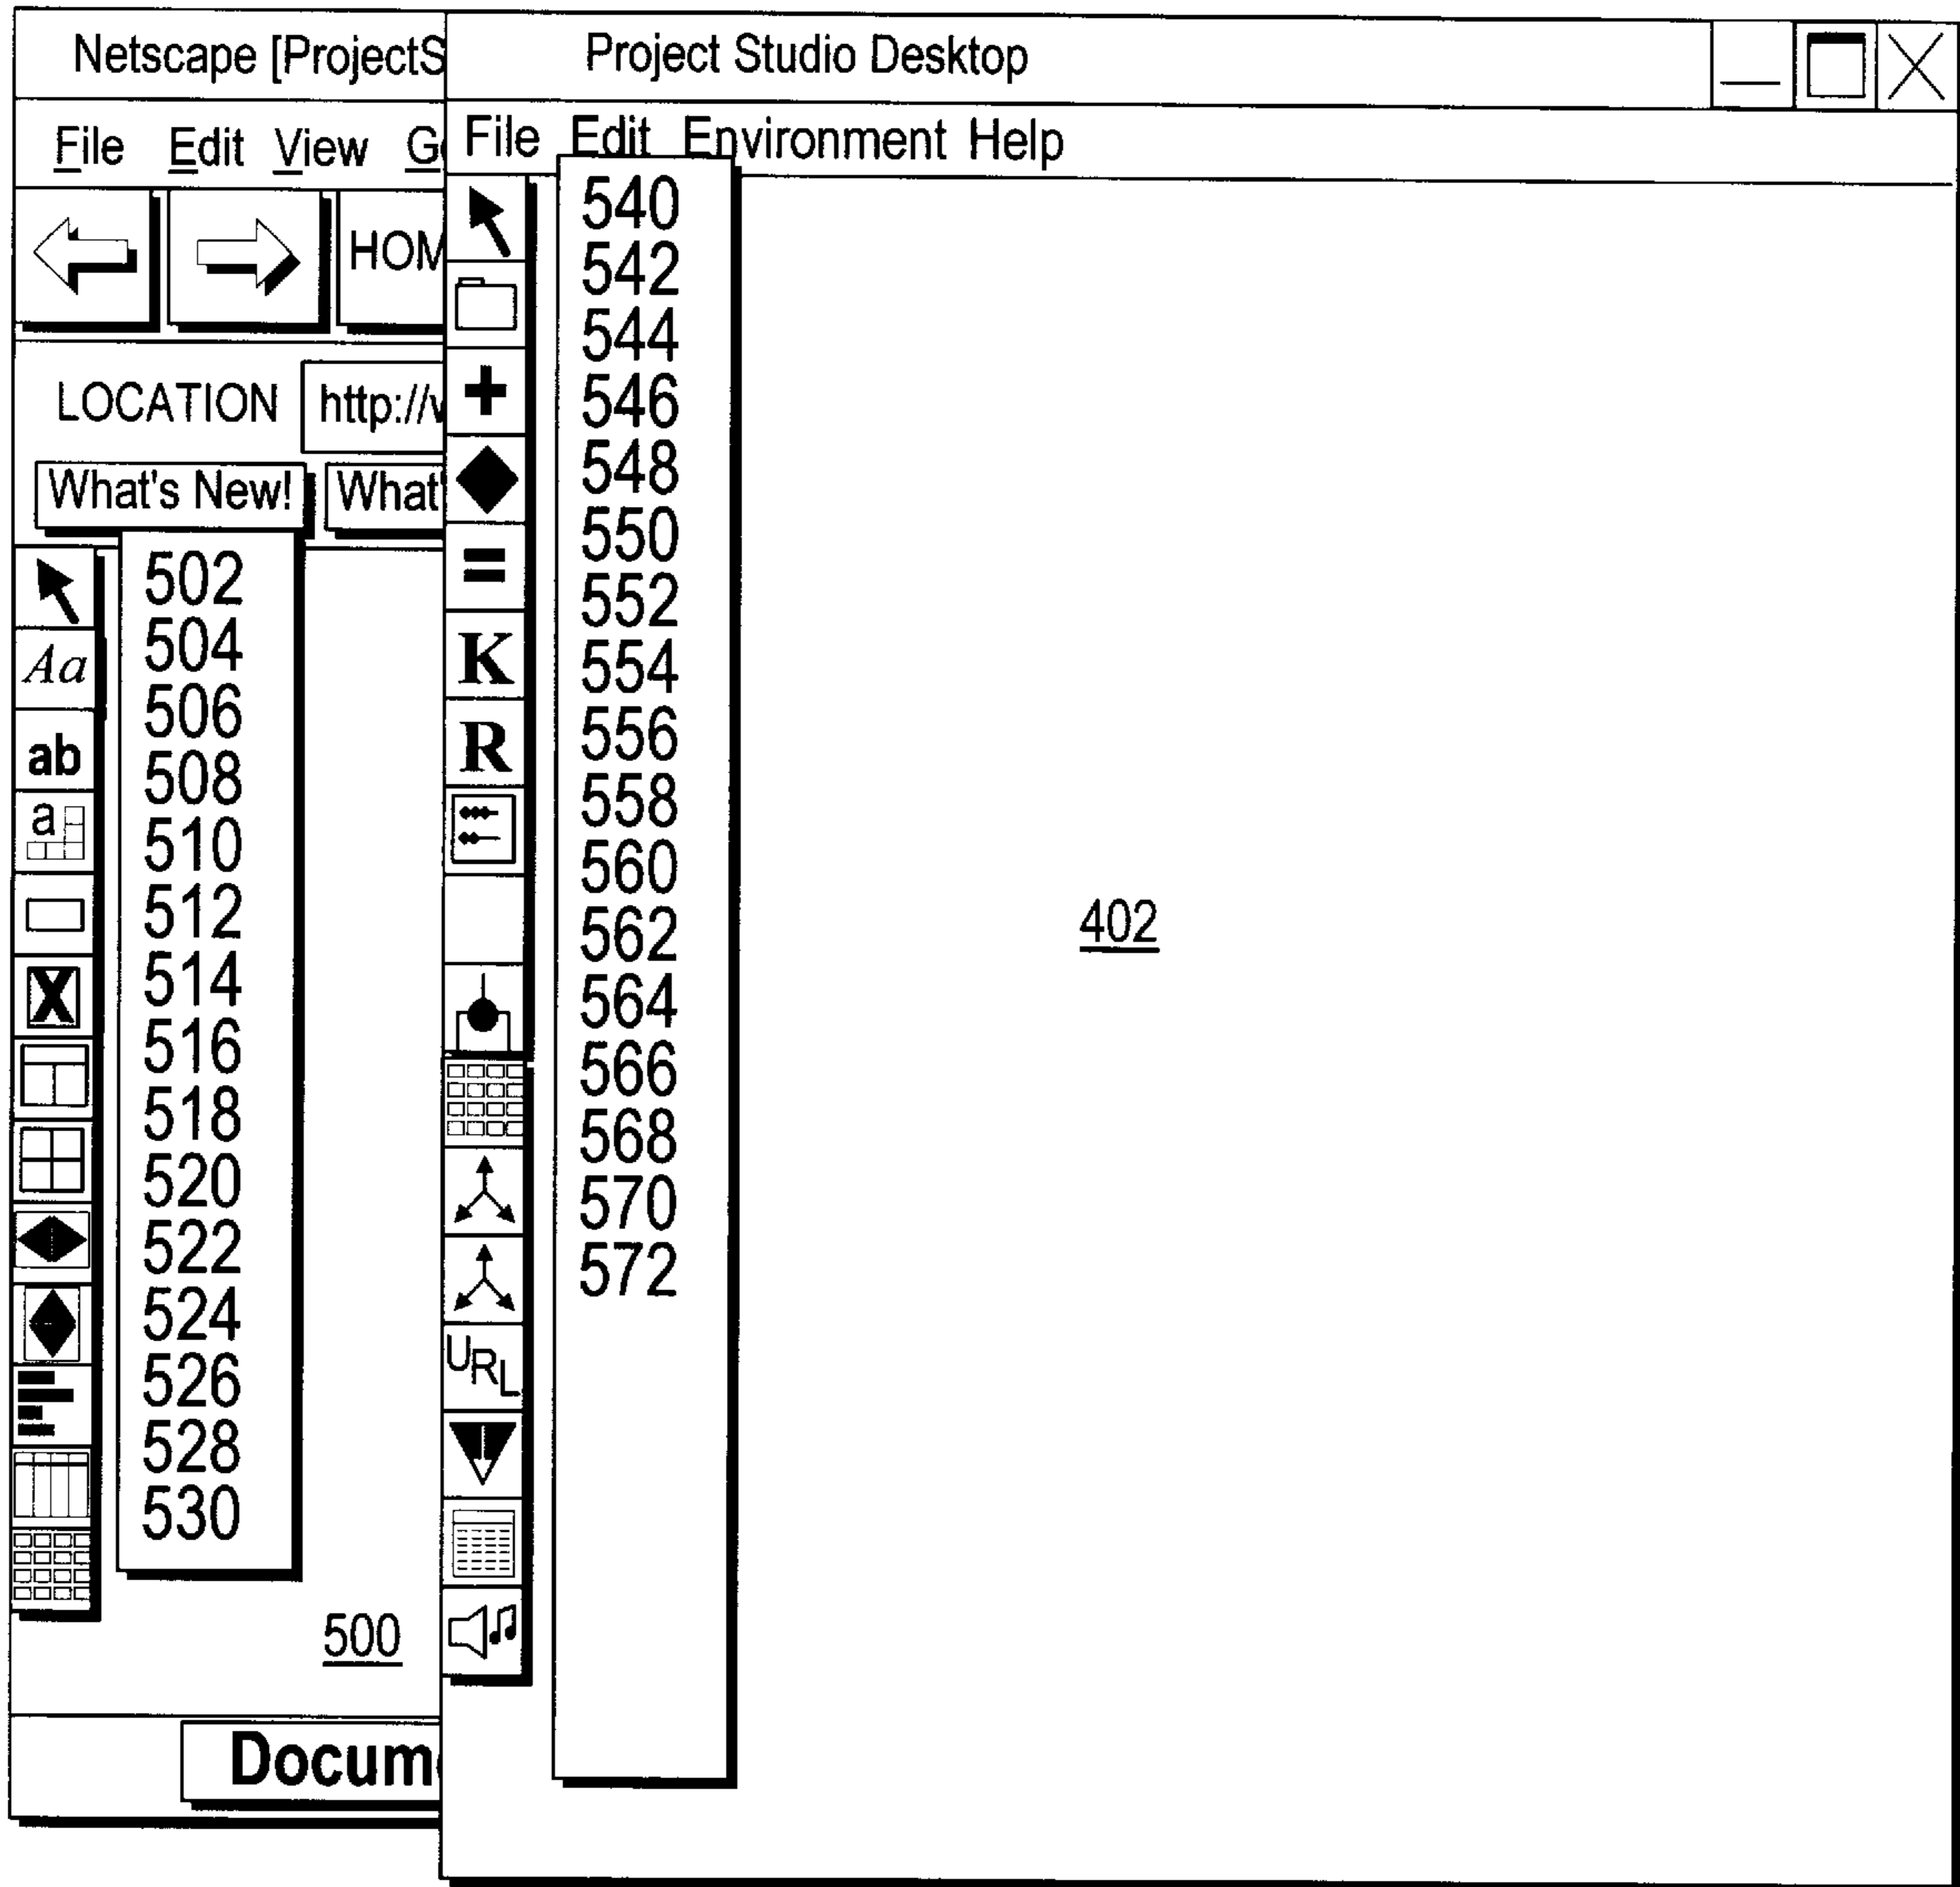 Netscape [ProjectS
File Edit View G
HOM
LOCATION http://
What's New! What'
Aa
ab
a
X
502
504
506
508
510
512
514
516
518
520
522
524
526
528
530
500
Docum
Project Studio Desktop
File Edit Environment Help
+
=
K
R
URL
540
542
544
546
548
550
552
554
556
558
560
562
564
566
568
570
572
402